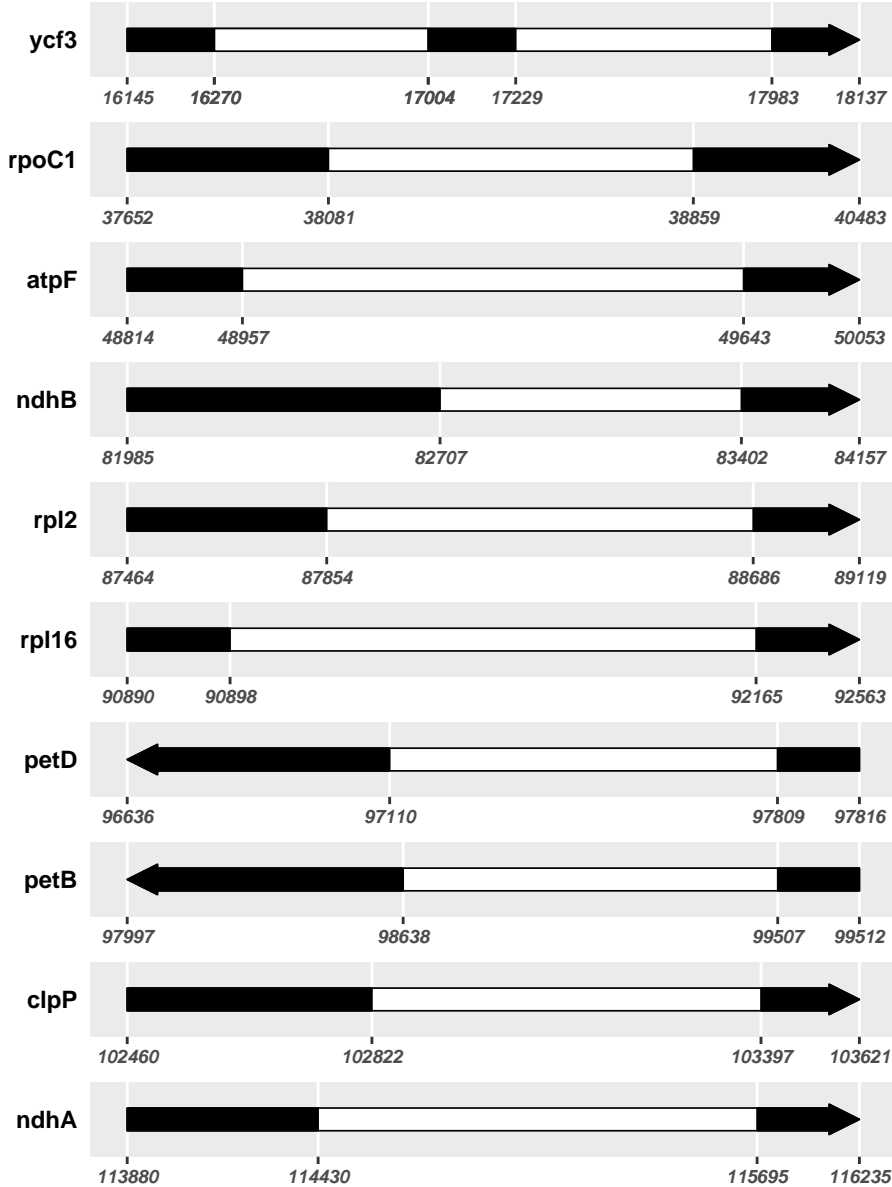 ycf3
16145 16270 17004 17229 17983 18137
rpoC1
37652 38081 38859 40483
atpF
48814 48957 49643 50053
ndhB
81985 82707 83402 84157
rpl2
87464 87854 88686 89119
rpl16
90890 90898 92165 92563
petD
96636 97110 97809 97816
petB
97997 98638 99507 99512
clpP
102460 102822 103397 103621
ndhA
113880 114430 115695 116235